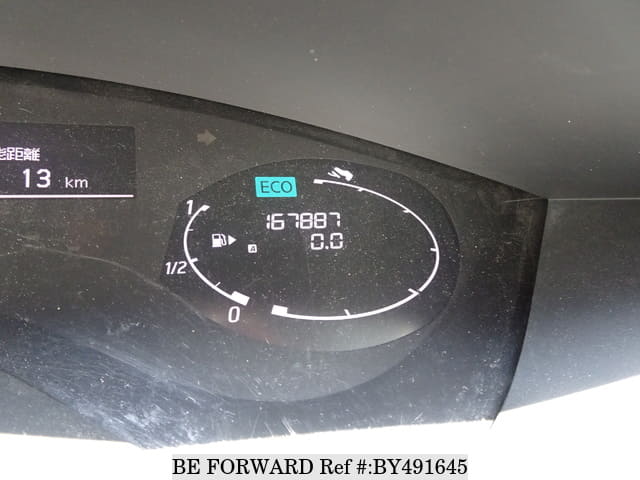 距離
13 km
ECO
1
167887
A 0.0
1/2
0
BE FORWARD Ref #:BY491645